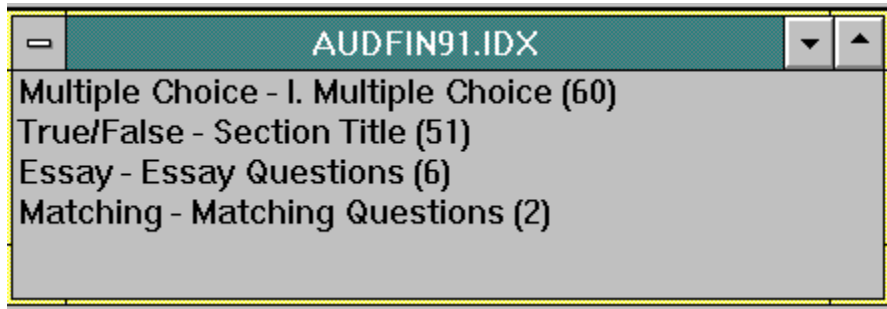 AUDFIN91.IDX
Multiple Choice - I. Multiple Choice (60)
True/False - Section Title (51)
Essay - Essay Questions (6)
Matching - Matching Questions (2)